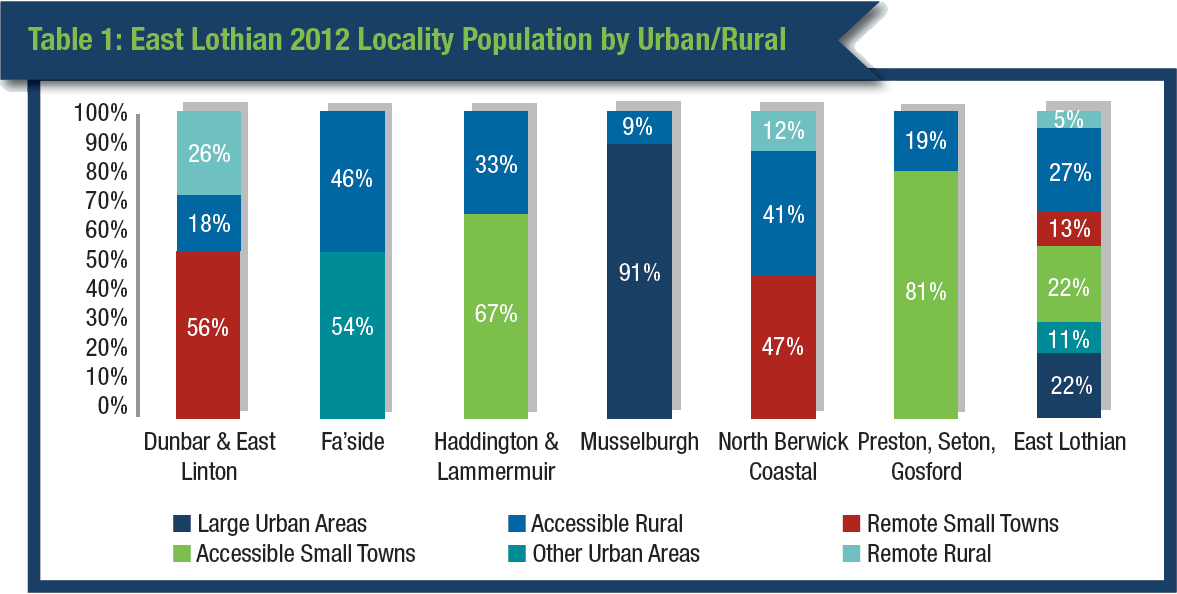 Table 1: East Lothian 2012 Locality Population by Urban/Rural
100%
90%
80%
70%
60%
50%
40%
30%
20%
10%
0%
26%
18%
56%
46%
54%
33%
67%
9%
91%
12%
41%
47%
19%
81%
5%
27%
13%
22%
11%
22%
Dunbar & East
Linton
Fa’side
Haddington &
Lammermuir
Musselburgh
North Berwick
Coastal
Preston, Seton,
Gosford
East Lothian
Large Urban Areas
Accessible Rural
Remote Small Towns
Accessible Small Towns
Other Urban Areas
Remote Rural